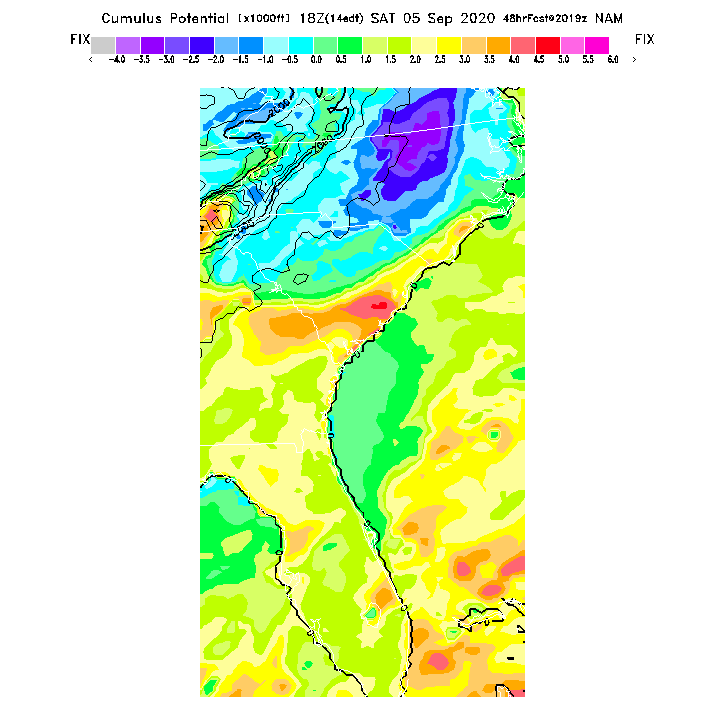 Cumulus Potential [x1000ft] 18Z(14edt) SAT 05 Sep 2020 48hrFcst@2019z NAM
FIX FIX
< -4.0 -3.5 -3.0 -2.5 -2.0 -1.5 -1.0 -0.5 0.0 0.5 1.0 1.5 2.0 2.5 3.0 3.5 4.0 4.5 5.0 5.5 6.0 >
2000